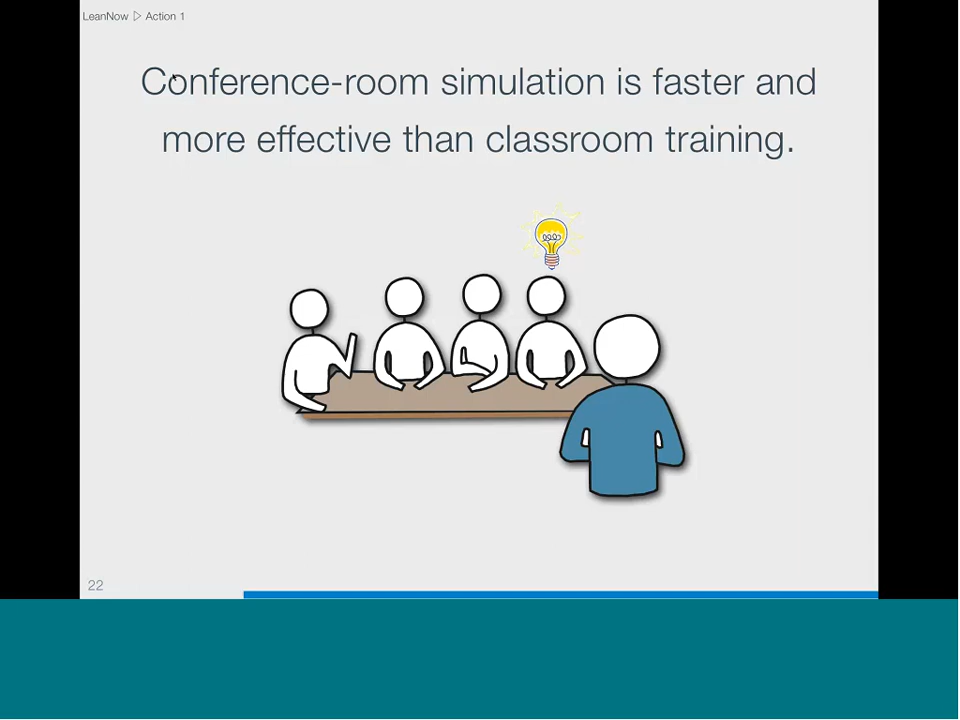 LeanNow ▷ Action 1
Conference-room simulation is faster and
more effective than classroom training.
22